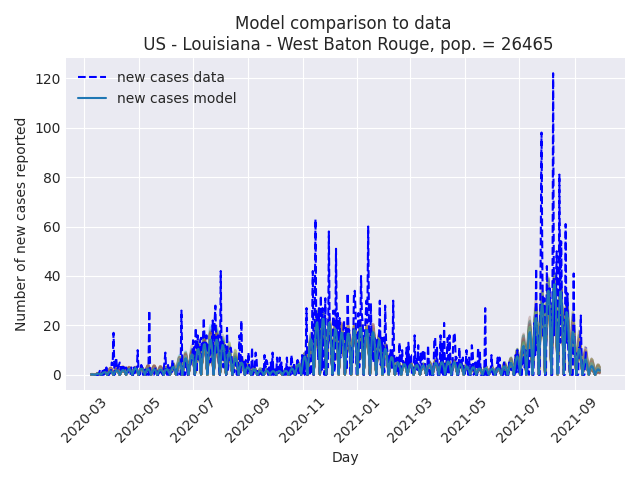 Model comparison to data
US - Louisiana - West Baton Rouge, pop. = 26465
new cases data
new cases model
Number of new cases reported
120
100
80
60
40
20
0
2020-03
2020-05
2020-07
2020-09
2020-11
2021-01
2021-03
2021-05
2021-07
2021-09
Day